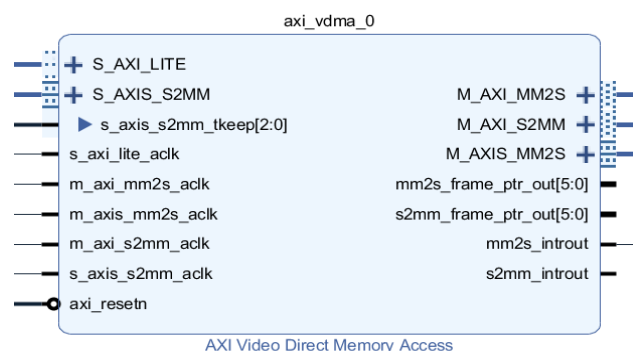 axi_vdma_0
S_AXI_LITE
S_AXIS_S2MM
s_axis_s2mm_tkeep[2:0]
s_axi_lite_aclk
m_axi_mm2s_aclk
m_axis_mm2s_aclk
m_axi_s2mm_aclk
s_axis_s2mm_aclk
axi_resetn
M_AXI_MM2S
M_AXI_S2MM
M_AXIS_MM2S
mm2s_frame_ptr_out[5:0]
s2mm_frame_ptr_out[5:0]
mm2s_introut
s2mm_introut
AXI Video Direct Memory Access